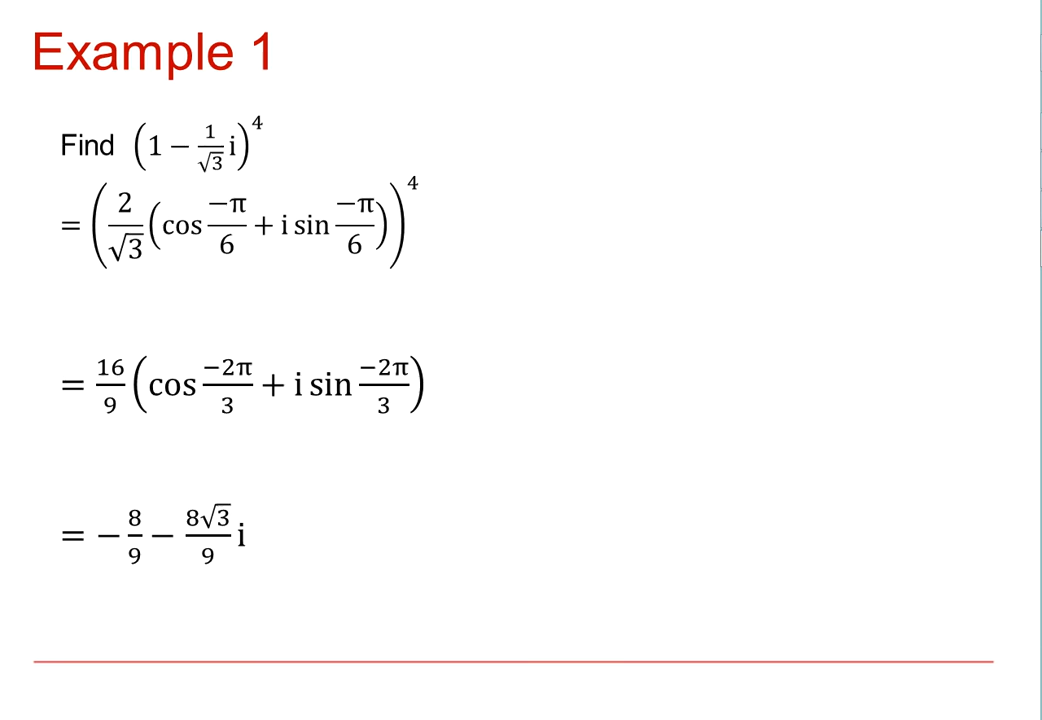 Example 1
Find (1 − 1/√3 i)^4
= (2/√3 (cos −π/6 + i sin −π/6))^4
= 16/9 (cos −2π/3 + i sin −2π/3)
= − 8/9 − 8√3/9 i